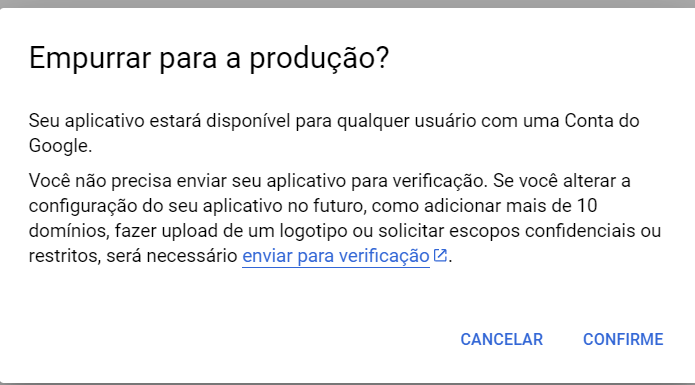 Empurrar para a produção?
Seu aplicativo estará disponível para qualquer usuário com uma Conta do
Google.
Você não precisa enviar seu aplicativo para verificação. Se você alterar a
configuração do seu aplicativo no futuro, como adicionar mais de 10
domínios, fazer upload de um logotipo ou solicitar escopos confidenciais ou
restritos, será necessário enviar para verificação.
CANCELAR CONFIRME